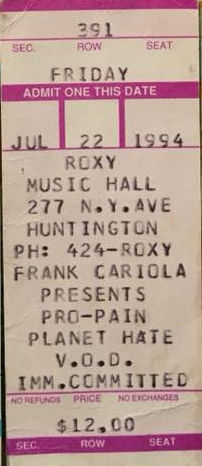 391
SEC. ROW SEAT
FRIDAY
ADMIT ONE THIS DATE
JUL 22 1994
ROXY
MUSIC HALL
277 N.Y.AVE
HUNTINGTON
PH: 424-ROXY
FRANK CARIOLA
PRESENTS
PRO-PAIN
PLANET HATE
V.O.D.
IMM.COMMITTED
NO REFUNDS PRICE NO EXCHANGES
$12.00
SEC. ROW SEAT